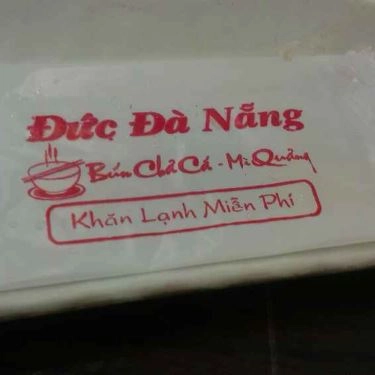 Đức Đà Nẵng
Bún Chả Cá - Mì Quảng
Khăn Lạnh Miễn Phí